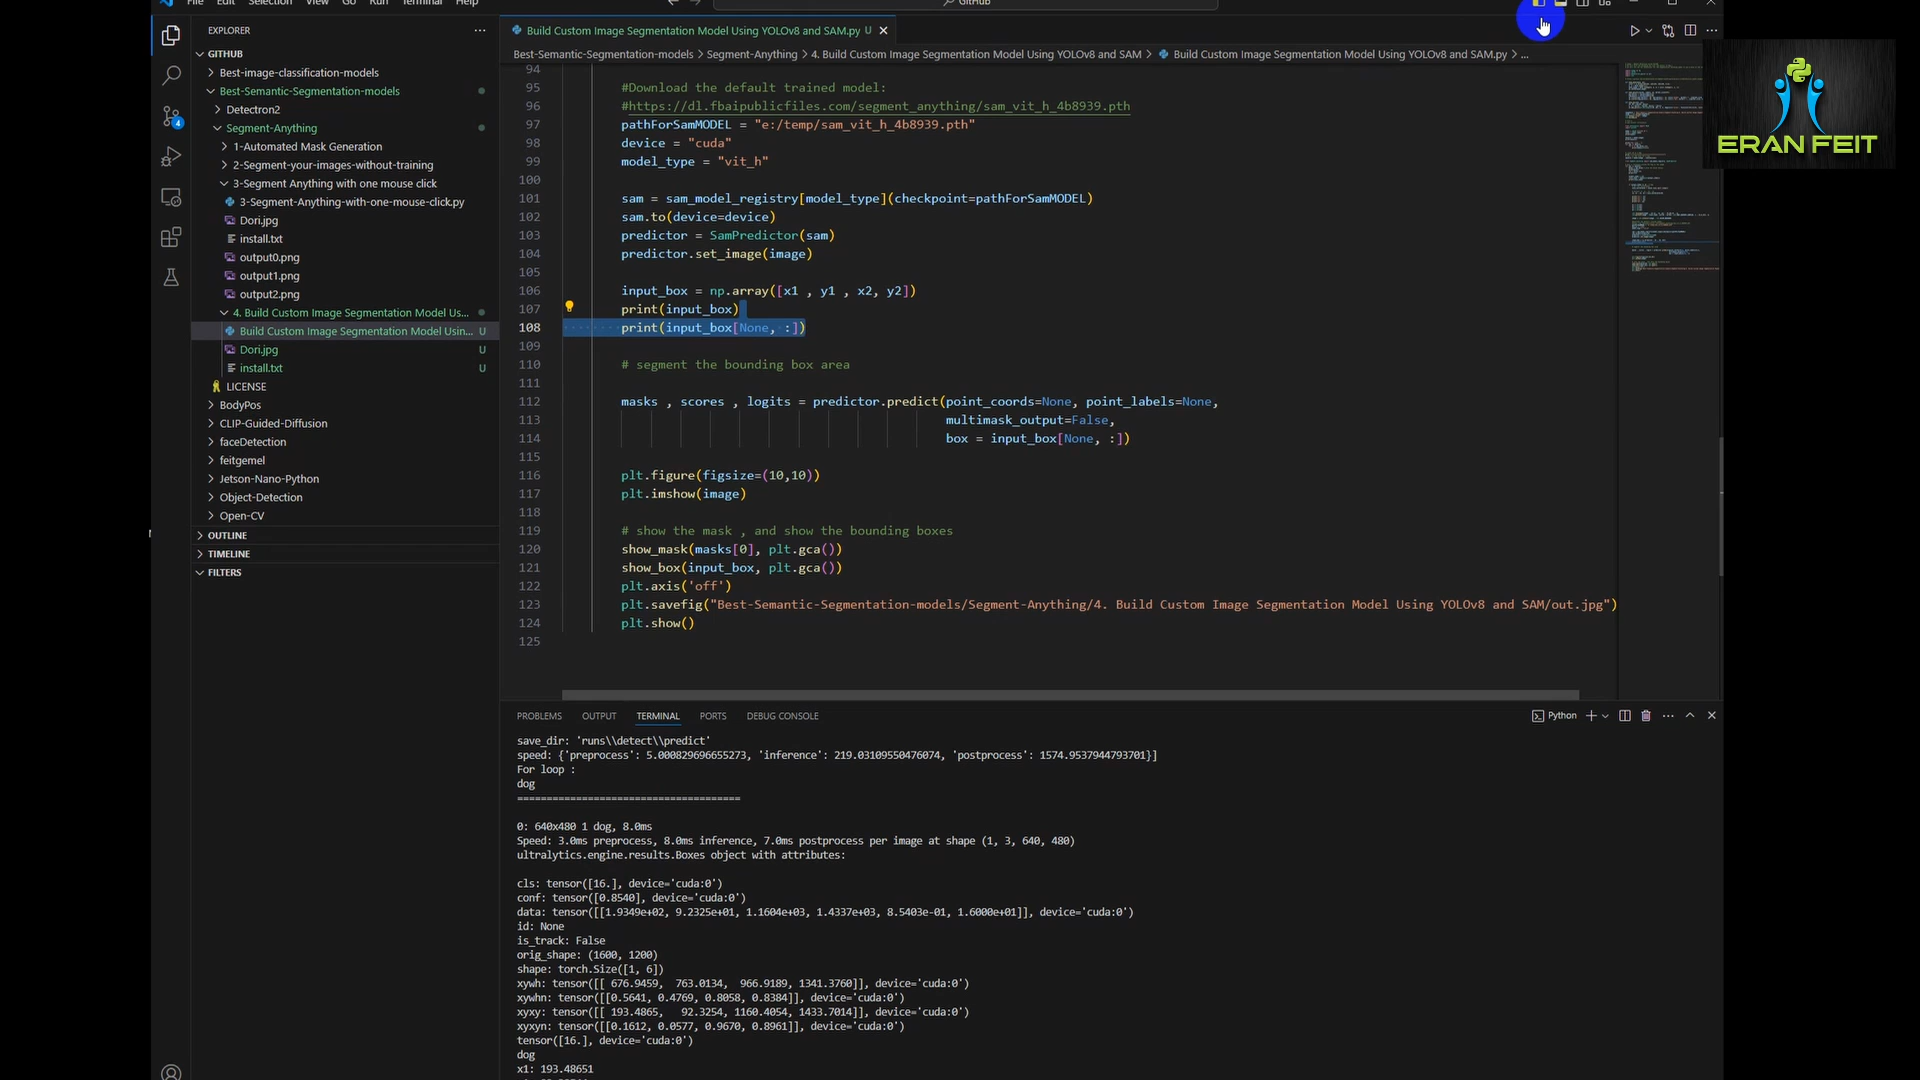 File Edit Selection View Go Run Terminal Help
GitHub
EXPLORER
Build Custom Image Segmentation Model Using YOLOv8 and SAM.py U
Best-Semantic-Segmentation-models > Segment-Anything > 4. Build Custom Image Segmentation Model Using YOLOv8 and SAM > Build Custom Image Segmentation Model Using YOLOv8 and SAM.py > ...
ERAN FEIT
GITHUB
Best-image-classification-models
Best-Semantic-Segmentation-models
Detectron2
Segment-Anything
1-Automated Mask Generation
2-Segment-your-images-without-training
3-Segment Anything with one mouse click
3-Segment-Anything-with-one-mouse-click.py
Dori.jpg
install.txt
output0.png
output1.png
output2.png
4. Build Custom Image Segmentation Model Us...
Build Custom Image Segmentation Model Usin... U
Dori.jpg U
install.txt U
LICENSE
BodyPos
CLIP-Guided-Diffusion
faceDetection
feitgemel
Jetson-Nano-Python
Object-Detection
Open-CV
OUTLINE
TIMELINE
FILTERS
4
94
95 #Download the default trained model:
96 #https://dl.fbaipublicfiles.com/segment_anything/sam_vit_h_4b8939.pth
97 pathForSamMODEL = "e:/temp/sam_vit_h_4b8939.pth"
98 device = "cuda"
99 model_type = "vit_h"
100
101 sam = sam_model_registry[model_type](checkpoint=pathForSamMODEL)
102 sam.to(device=device)
103 predictor = SamPredictor(sam)
104 predictor.set_image(image)
105
106 input_box = np.array([x1 , y1 , x2, y2])
107 print(input_box)
108 print(input_box[None, :])
109
110 # segment the bounding box area
111
112 masks , scores , logits = predictor.predict(point_coords=None, point_labels=None,
113 multimask_output=False,
114 box = input_box[None, :])
115
116 plt.figure(figsize=(10,10))
117 plt.imshow(image)
118
119 # show the mask , and show the bounding boxes
120 show_mask(masks[0], plt.gca())
121 show_box(input_box, plt.gca())
122 plt.axis('off')
123 plt.savefig("Best-Semantic-Segmentation-models/Segment-Anything/4. Build Custom Image Segmentation Model Using YOLOv8 and SAM/out.jpg")
124 plt.show()
125
PROBLEMS OUTPUT TERMINAL PORTS DEBUG CONSOLE
Python
save_dir: 'runs\\detect\\predict'
speed: {'preprocess': 5.000829696655273, 'inference': 219.03109550476074, 'postprocess': 1574.9537944793701}]
For loop :
dog
======================================
0: 640x480 1 dog, 8.0ms
Speed: 3.0ms preprocess, 8.0ms inference, 7.0ms postprocess per image at shape (1, 3, 640, 480)
ultralytics.engine.results.Boxes object with attributes:
cls: tensor([16.], device='cuda:0')
conf: tensor([0.8540], device='cuda:0')
data: tensor([[1.9349e+02, 9.2325e+01, 1.1604e+03, 1.4337e+03, 8.5403e-01, 1.6000e+01]], device='cuda:0')
id: None
is_track: False
orig_shape: (1600, 1200)
shape: torch.Size([1, 6])
xywh: tensor([[ 676.9459, 763.0134, 966.9189, 1341.3760]], device='cuda:0')
xywhn: tensor([[0.5641, 0.4769, 0.8058, 0.8384]], device='cuda:0')
xyxy: tensor([[ 193.4865, 92.3254, 1160.4054, 1433.7014]], device='cuda:0')
xyxyn: tensor([[0.1612, 0.0577, 0.9670, 0.8961]], device='cuda:0')
tensor([16.], device='cuda:0')
dog
x1: 193.48651